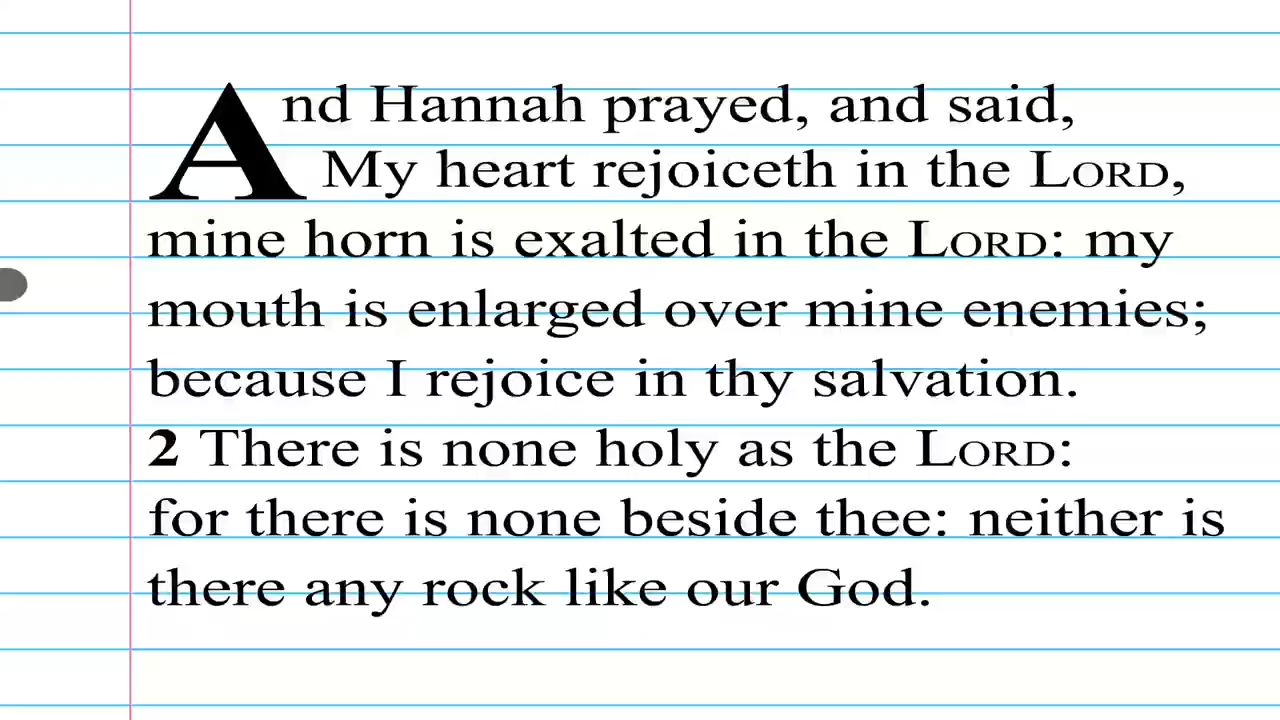 And Hannah prayed, and said,
My heart rejoiceth in the LORD,
mine horn is exalted in the LORD: my
mouth is enlarged over mine enemies;
because I rejoice in thy salvation.
2 There is none holy as the LORD:
for there is none beside thee: neither is
there any rock like our God.